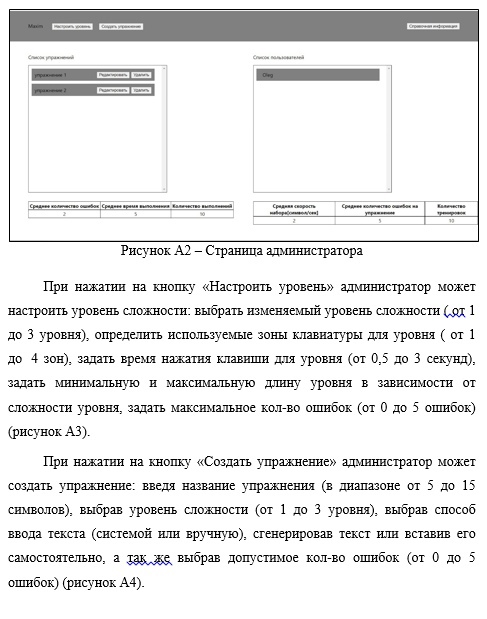 Maxim Настроить уровень Создать упражнение Справочная информация
Список упражнений
упражнение 1 Редактировать Удалить
упражнение 2 Редактировать Удалить
Список пользователей
Oleg
Среднее количество ошибок Среднее время выполнения Количество выполнений
2 5 10
Средняя скорость набора(символ/сек) Среднее количество ошибок на упражнение Количество тренировок
2 5 10
Рисунок А2 – Страница администратора
При нажатии на кнопку «Настроить уровень» администратор может
настроить уровень сложности: выбрать изменяемый уровень сложности ( от 1
до 3 уровня), определить используемые зоны клавиатуры для уровня ( от 1
до 4 зон), задать время нажатия клавиши для уровня (от 0,5 до 3 секунд),
задать минимальную и максимальную длину уровня в зависимости от
сложности уровня, задать максимальное кол-во ошибок (от 0 до 5 ошибок)
(рисунок А3).
При нажатии на кнопку «Создать упражнение» администратор может
создать упражнение: введя название упражнения (в диапазоне от 5 до 15
символов), выбрав уровень сложности (от 1 до 3 уровня), выбрав способ
ввода текста (системой или вручную), сгенерировав текст или вставив его
самостоятельно, а так же выбрав допустимое кол-во ошибок (от 0 до 5
ошибок) (рисунок А4).